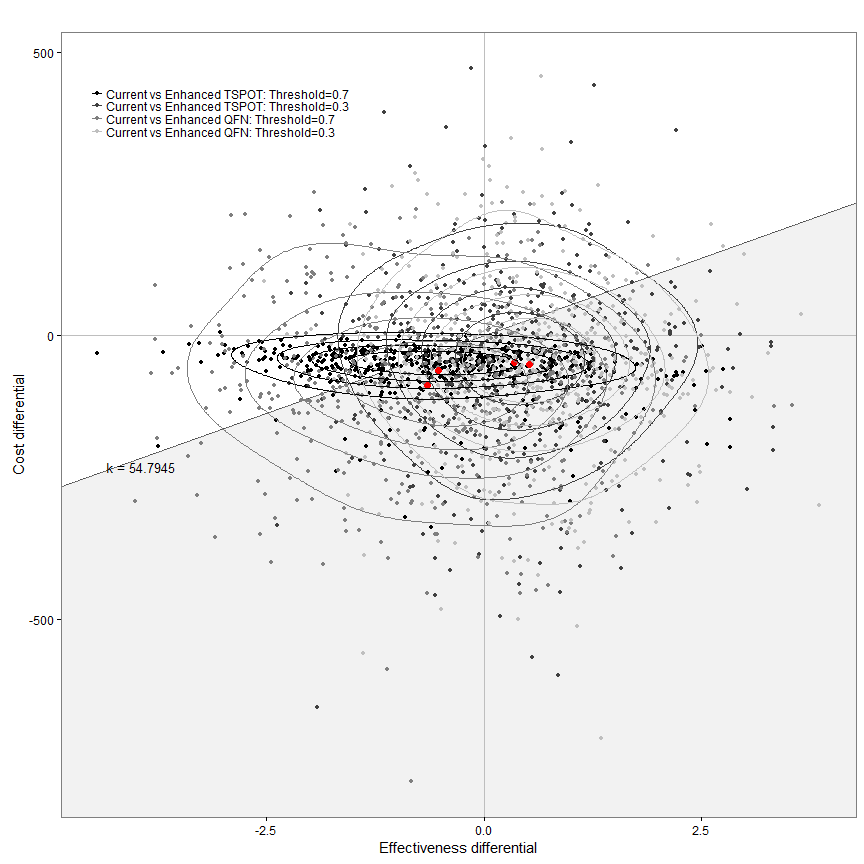 500
Current vs Enhanced TSPOT: Threshold=0.7
Current vs Enhanced TSPOT: Threshold=0.3
Current vs Enhanced QFN: Threshold=0.7
Current vs Enhanced QFN: Threshold=0.3
0
Cost differential
k = 54.7945
-500
-2.5
0.0
2.5
Effectiveness differential